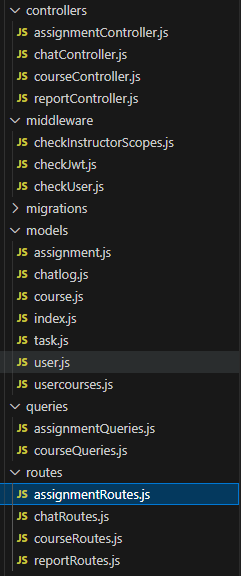 controllers
JS assignmentController.js
JS chatController.js
JS courseController.js
JS reportController.js
middleware
JS checkInstructorScopes.js
JS checkJwt.js
JS checkUser.js
migrations
models
JS assignment.js
JS chatlog.js
JS course.js
JS index.js
JS task.js
JS user.js
JS usercourses.js
queries
JS assignmentQueries.js
JS courseQueries.js
routes
JS assignmentRoutes.js
JS chatRoutes.js
JS courseRoutes.js
JS reportRoutes.js